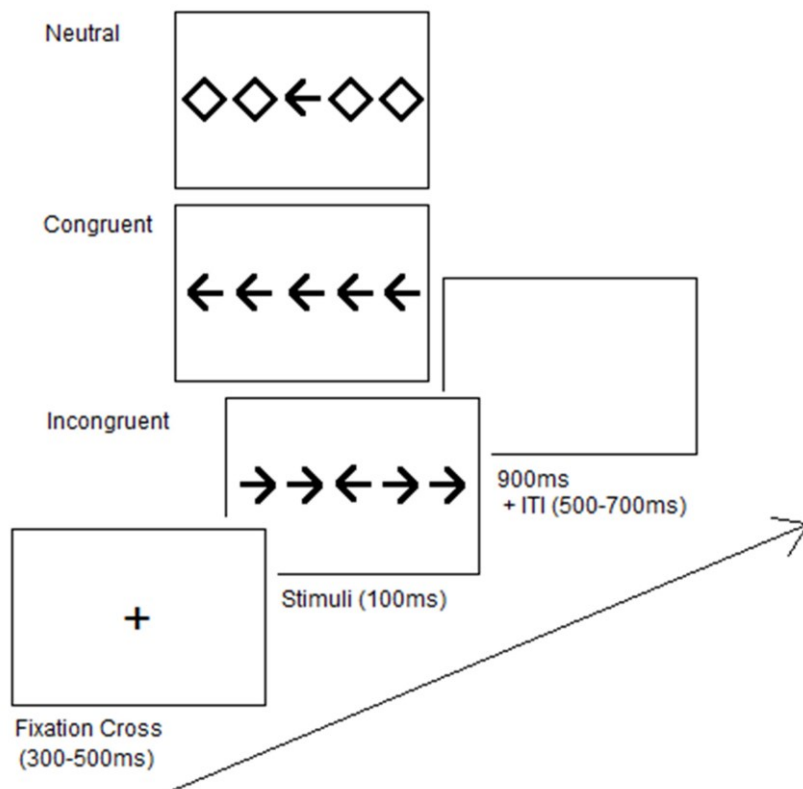 Neutral
Congruent
Incongruent
900ms
+ ITI (500-700ms)
Stimuli (100ms)
+
Fixation Cross
(300-500ms)